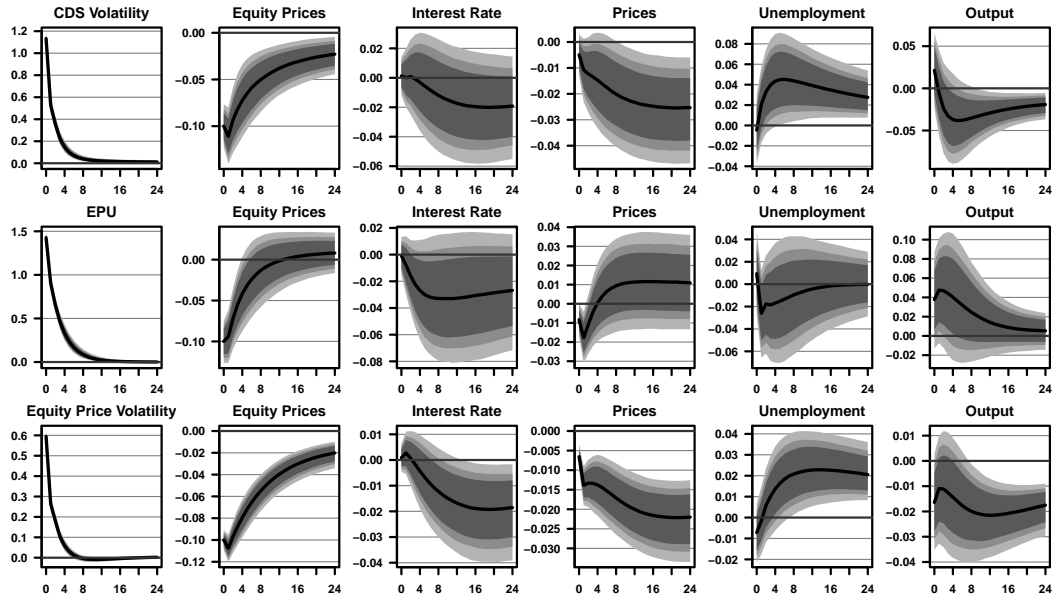 CDS Volatility
1.2
1.0
0.8
0.6
0.4
0.2
0.0
0 4 8 16 24
Equity Prices
0.00
−0.05
−0.10
0 4 8 16 24
Interest Rate
0.02
0.00
−0.02
−0.04
−0.06
0 4 8 16 24
Prices
0.00
−0.01
−0.02
−0.03
−0.04
0 4 8 16 24
Unemployment
0.08
0.06
0.04
0.02
0.00
−0.02
−0.04
0 4 8 16 24
Output
0.05
0.00
−0.05
0 4 8 16 24
EPU
1.5
1.0
0.5
0.0
0 4 8 16 24
Equity Prices
0.00
−0.05
−0.10
0 4 8 16 24
Interest Rate
0.02
0.00
−0.02
−0.04
−0.06
−0.08
0 4 8 16 24
Prices
0.04
0.03
0.02
0.01
0.00
−0.01
−0.02
−0.03
0 4 8 16 24
Unemployment
0.04
0.02
0.00
−0.02
−0.04
−0.06
0 4 8 16 24
Output
0.10
0.08
0.06
0.04
0.02
0.00
−0.02
0 4 8 16 24
Equity Price Volatility
0.6
0.5
0.4
0.3
0.2
0.1
0.0
0 4 8 16 24
Equity Prices
0.00
−0.02
−0.04
−0.06
−0.08
−0.10
−0.12
0 4 8 16 24
Interest Rate
0.01
0.00
−0.01
−0.02
−0.03
−0.04
0 4 8 16 24
Prices
0.000
−0.005
−0.010
−0.015
−0.020
−0.025
−0.030
0 4 8 16 24
Unemployment
0.04
0.03
0.02
0.01
0.00
−0.01
−0.02
0 4 8 16 24
Output
0.01
0.00
−0.01
−0.02
−0.03
−0.04
0 4 8 16 24